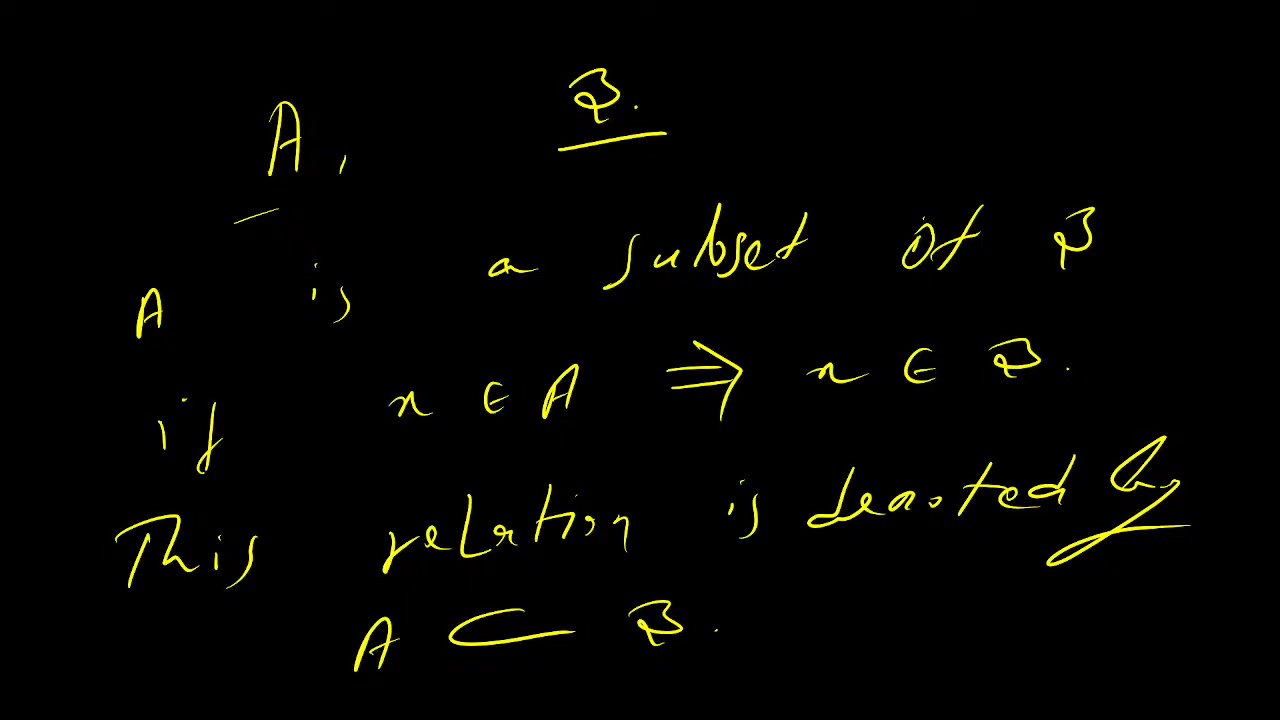 A, B.
A is a subset of B
if x ∈ A ⇒ x ∈ B.
This relation is denoted by
A ⊂ B.